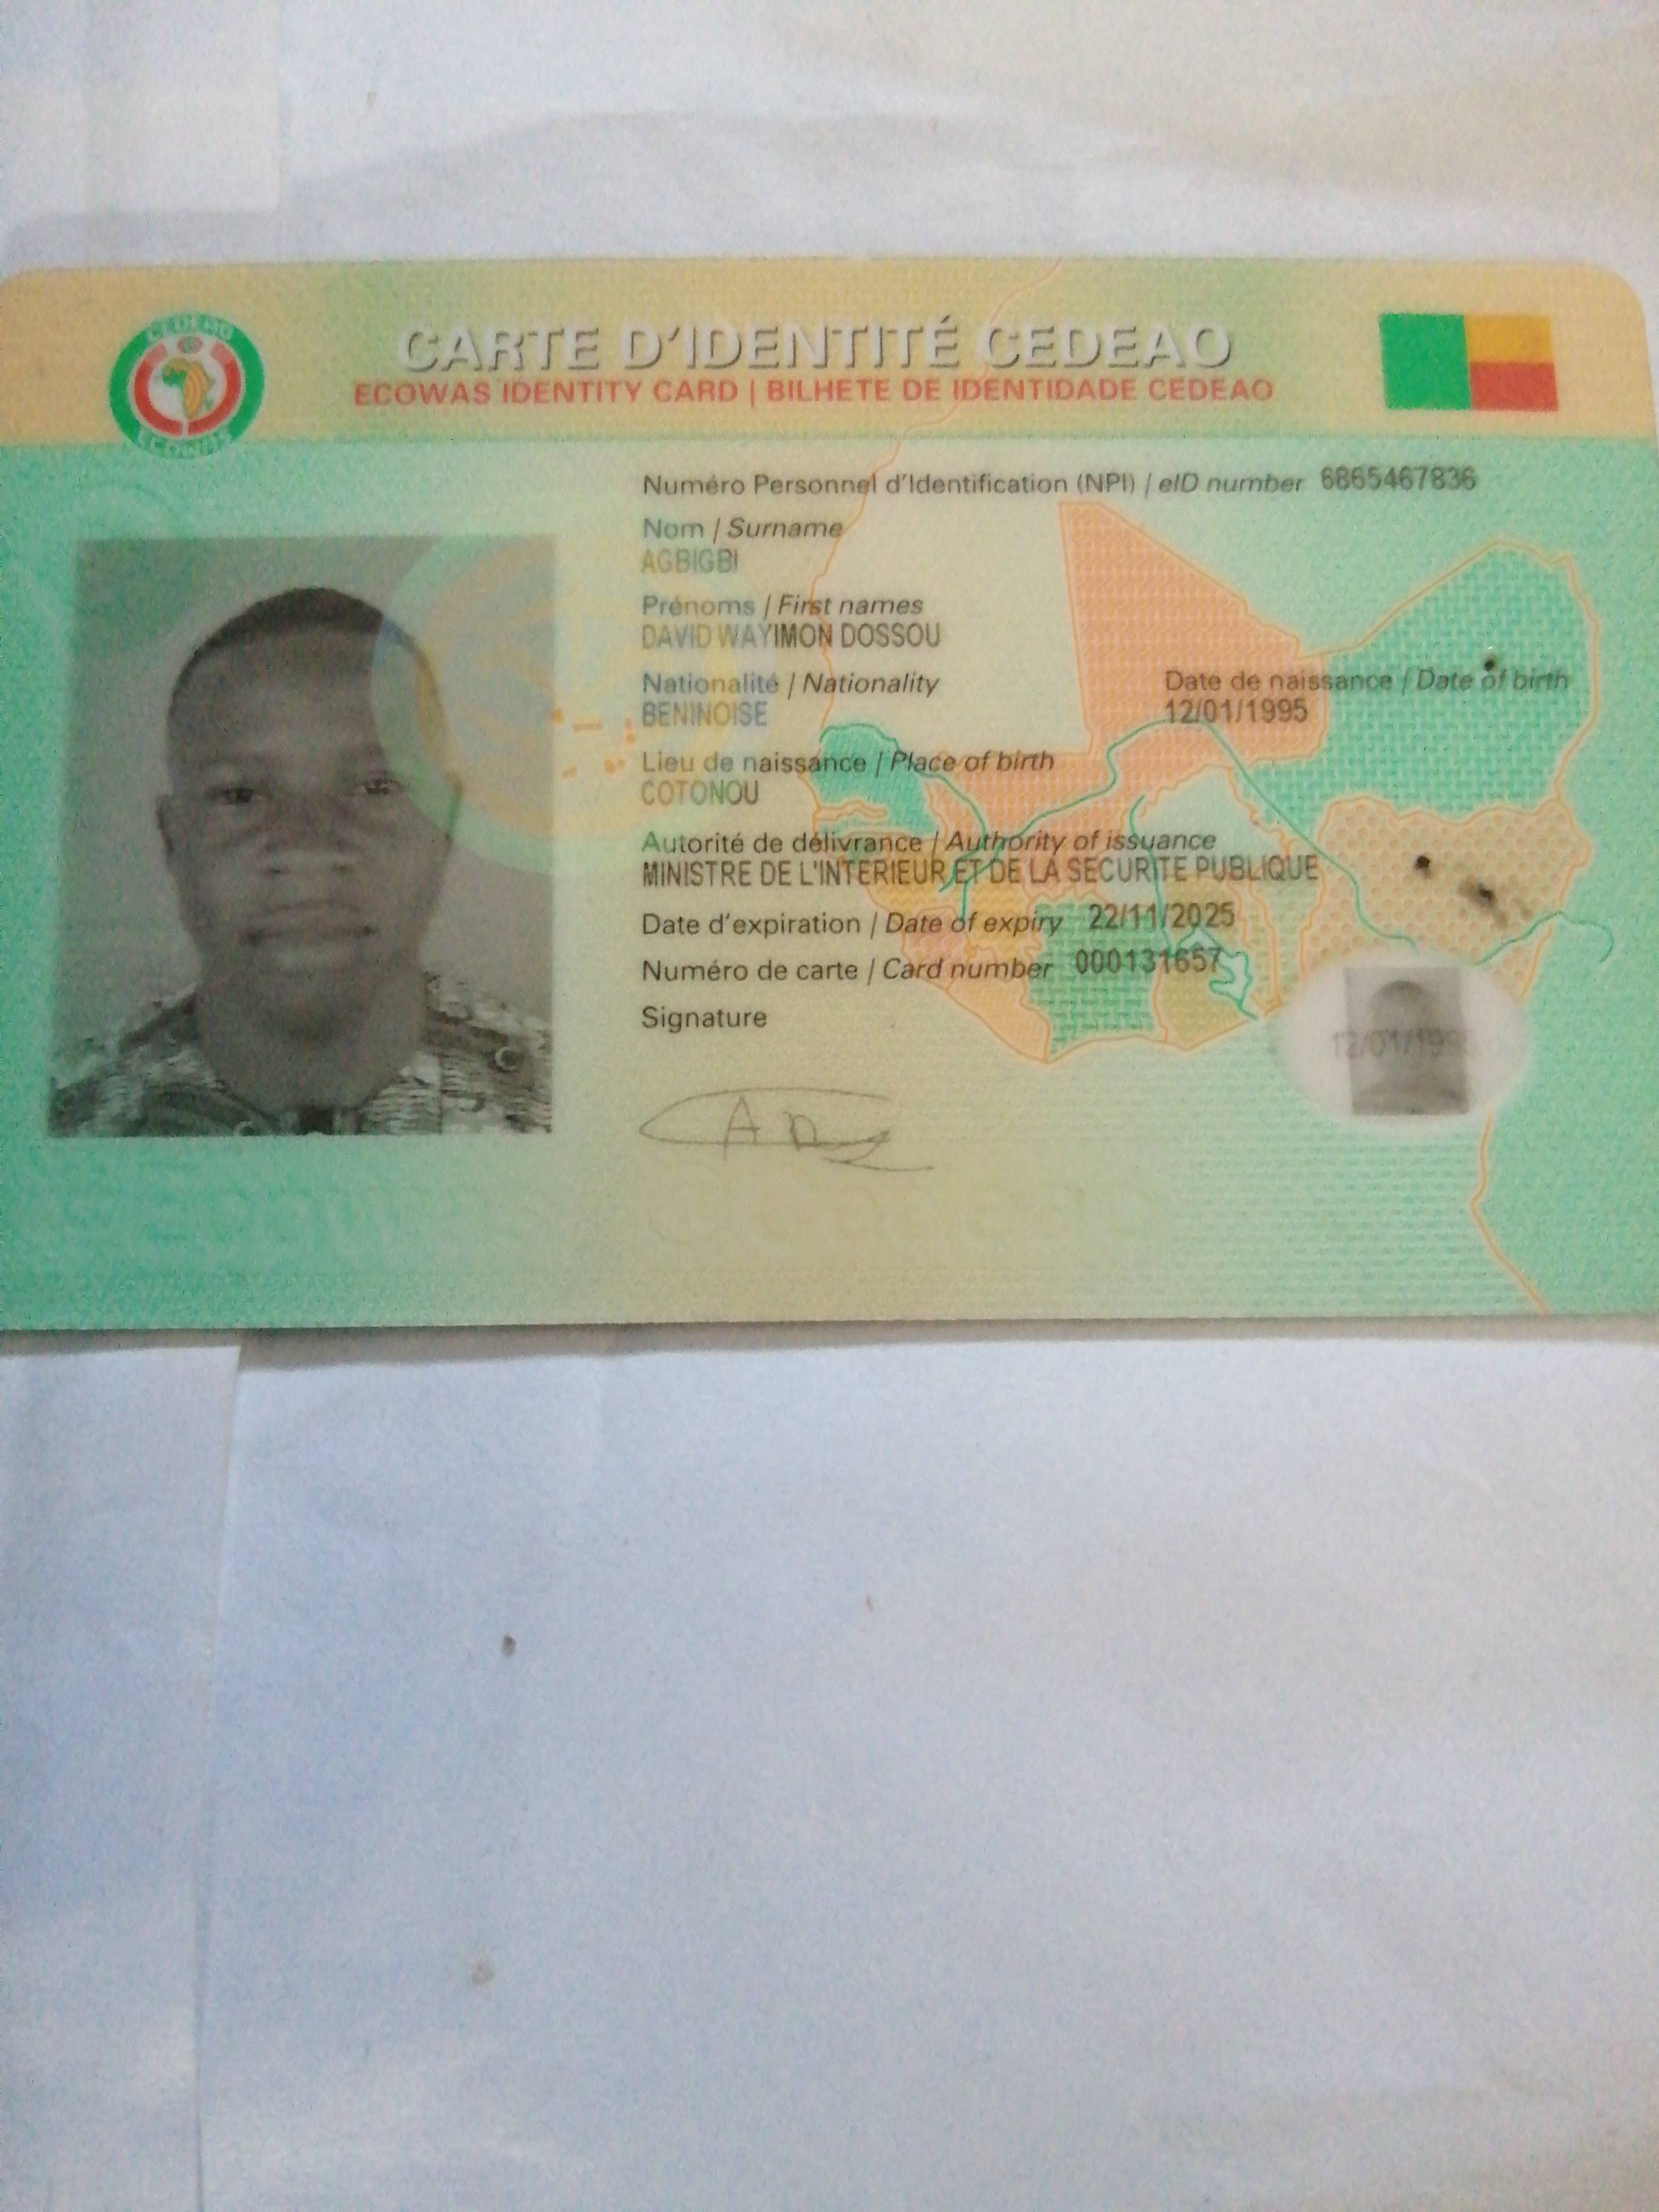 CEDEAO
ECOWAS
CARTE D'IDENTITÉ CEDEAO
ECOWAS IDENTITY CARD | BILHETE DE IDENTIDADE CEDEAO
Numéro Personnel d'Identification (NPI) / eID number 6865467836
Nom / Surname
AGBIGBI
Prénoms / First names
DAVID WAYIMON DOSSOU
Nationalité / Nationality
BENINOISE
Date de naissance / Date of birth
12/01/1995
Lieu de naissance / Place of birth
COTONOU
Autorité de délivrance / Authority of issuance
MINISTRE DE L'INTERIEUR ET DE LA SECURITE PUBLIQUE
Date d'expiration / Date of expiry 22/11/2025
Numéro de carte / Card number 000131657
Signature